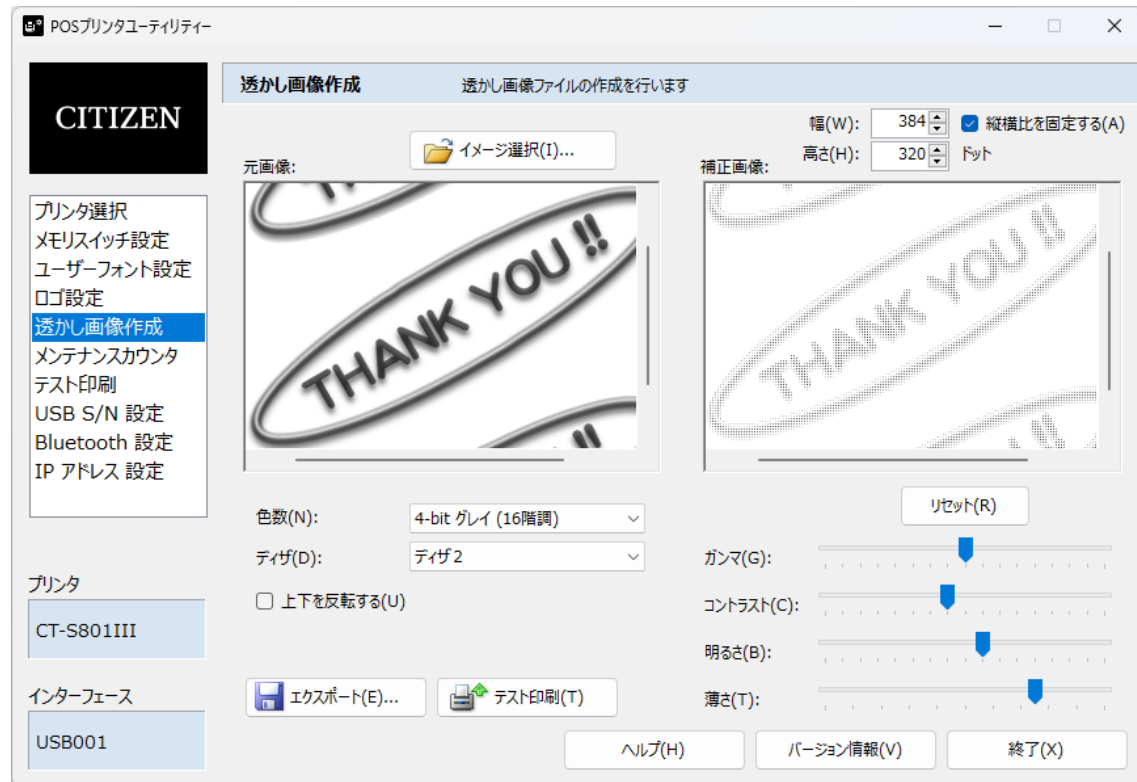 POSプリンタユーティリティー
CITIZEN
透かし画像作成 透かし画像ファイルの作成を行います
幅(W): 384 縦横比を固定する(A)
イメージ選択(I)...
高さ(H): 320 ドット
元画像:
補正画像:
THANK YOU !!
THANK YOU !!
プリンタ選択
メモリスイッチ設定
ユーザーフォント設定
ロゴ設定
透かし画像作成
メンテナンスカウンタ
テスト印刷
USB S/N 設定
Bluetooth 設定
IP アドレス 設定
色数(N): 4-bit グレイ (16階調)
ディザ(D): ディザ2
上下を反転する(U)
リセット(R)
ガンマ(G):
コントラスト(C):
明るさ(B):
薄さ(T):
プリンタ
CT-S801III
インターフェース
USB001
エクスポート(E)...
テスト印刷(T)
ヘルプ(H)
バージョン情報(V)
終了(X)